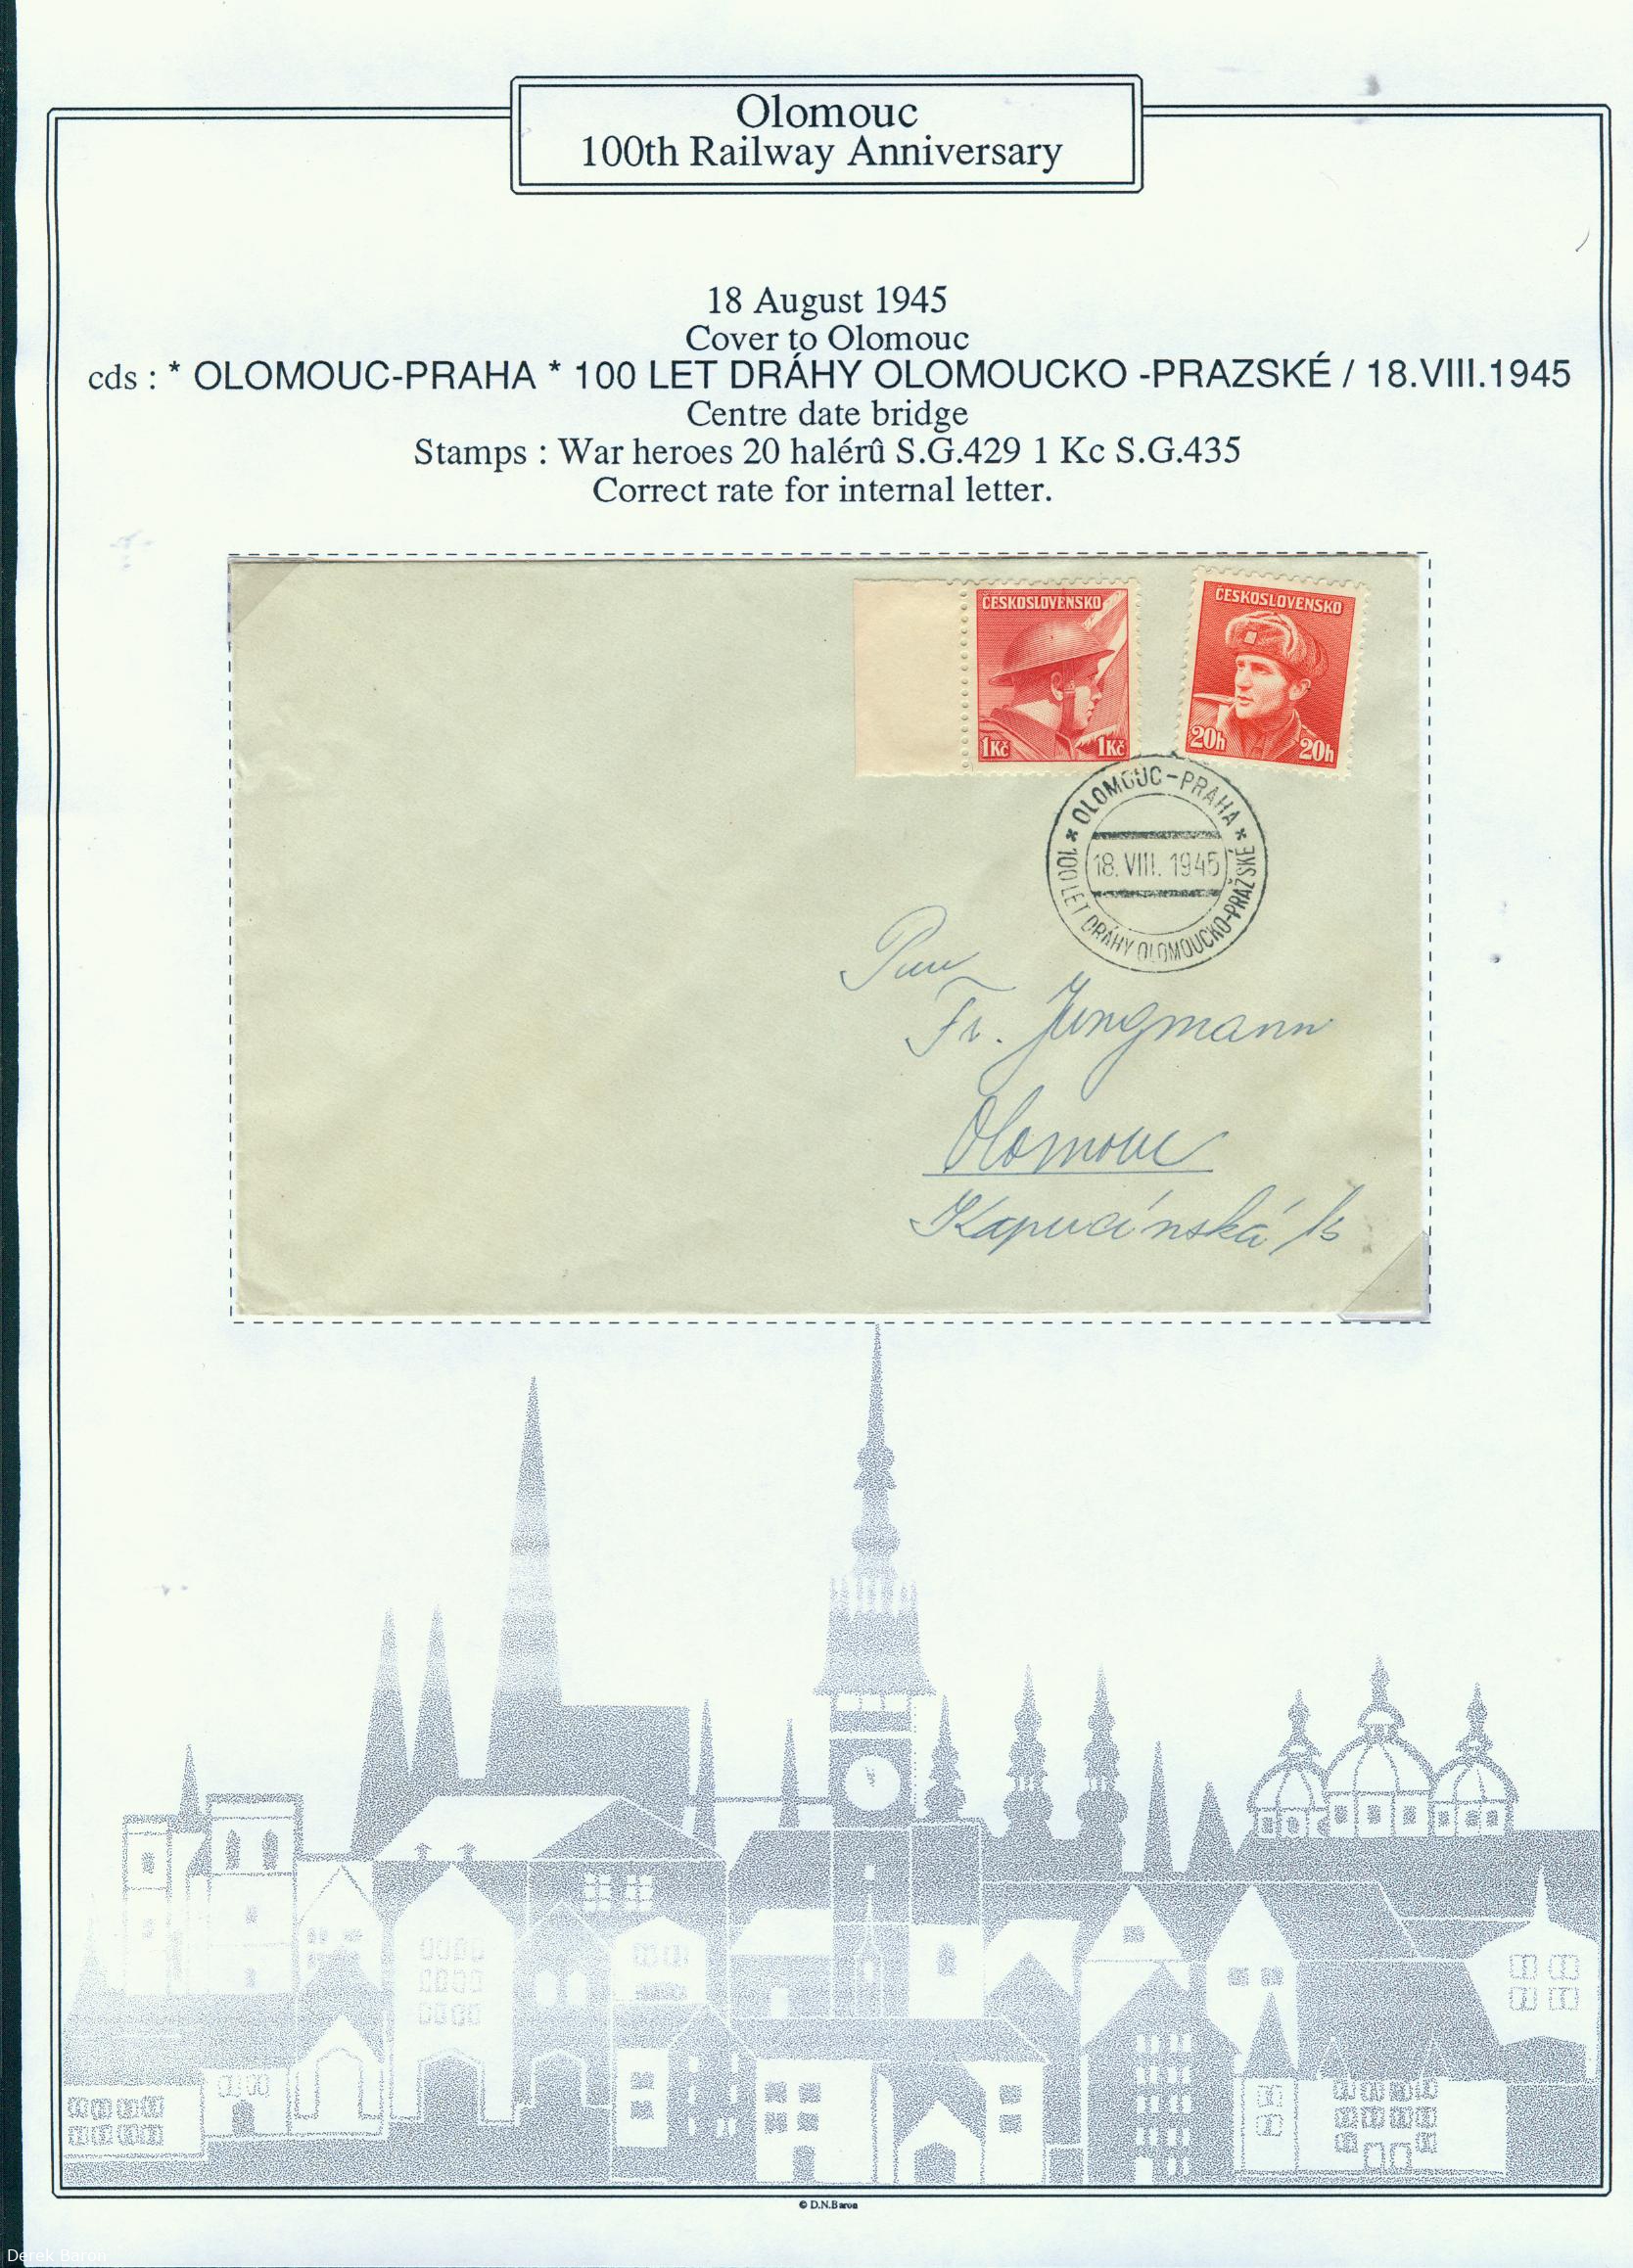 Olomouc
100th Railway Anniversary
18 August 1945
Cover to Olomouc
cds : * OLOMOUC-PRAHA * 100 LET DRÁHY OLOMOUCKO -PRAZSKÉ / 18.VIII.1945
Centre date bridge
Stamps : War heroes 20 halérû S.G.429 1 Kc S.G.435
Correct rate for internal letter.
ČESKOSLOVENSKO
1Kč 1Kč
ČESKOSLOVENSKO
20h 20h
* OLOMOUC-PRAHA *
18. VIII. 1945
100 LET DRÁHY OLOMOUCKO-PRAŽSKÉ
Pan
Fr. Jungmann
Olomouc
Kapucínská
© D.N.Baron
Derek Baron